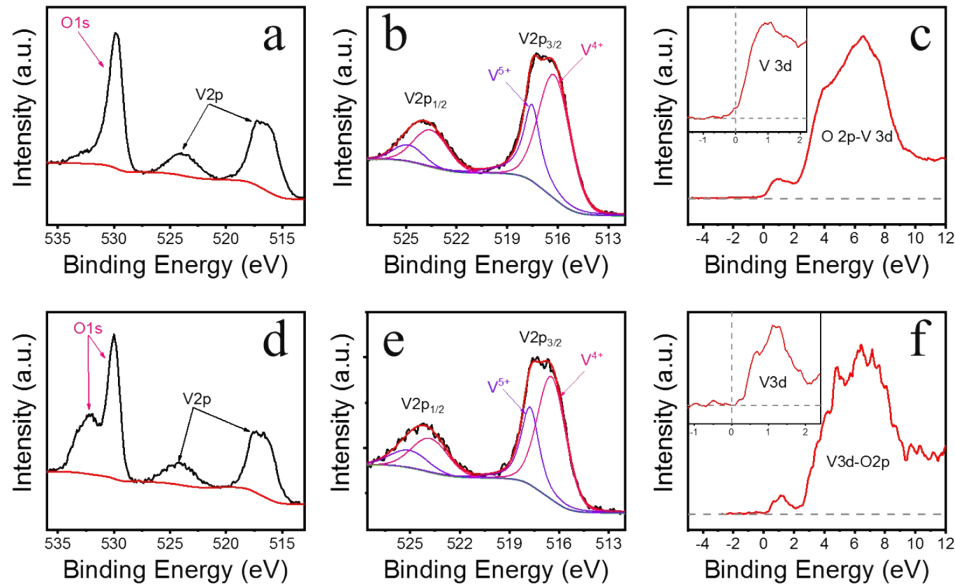 Intensity (a.u.)
O1s
V2p
a
535 530 525 520 515
Binding Energy (eV)
Intensity (a.u.)
b
V2p3/2
V5+
V4+
V2p1/2
525 522 519 516 513
Binding Energy (eV)
Intensity (a.u.)
c
V 3d
-1 0 1 2
O 2p-V 3d
-4 -2 0 2 4 6 8 10 12
Binding Energy (eV)
Intensity (a.u.)
O1s
d
V2p
535 530 525 520 515
Binding Energy (eV)
Intensity (a.u.)
e
V2p3/2
V5+
V4+
V2p1/2
525 522 519 516 513
Binding Energy (eV)
Intensity (a.u.)
f
V3d
-1 0 1 2
V3d-O2p
-4 -2 0 2 4 6 8 10 12
Binding Energy (eV)